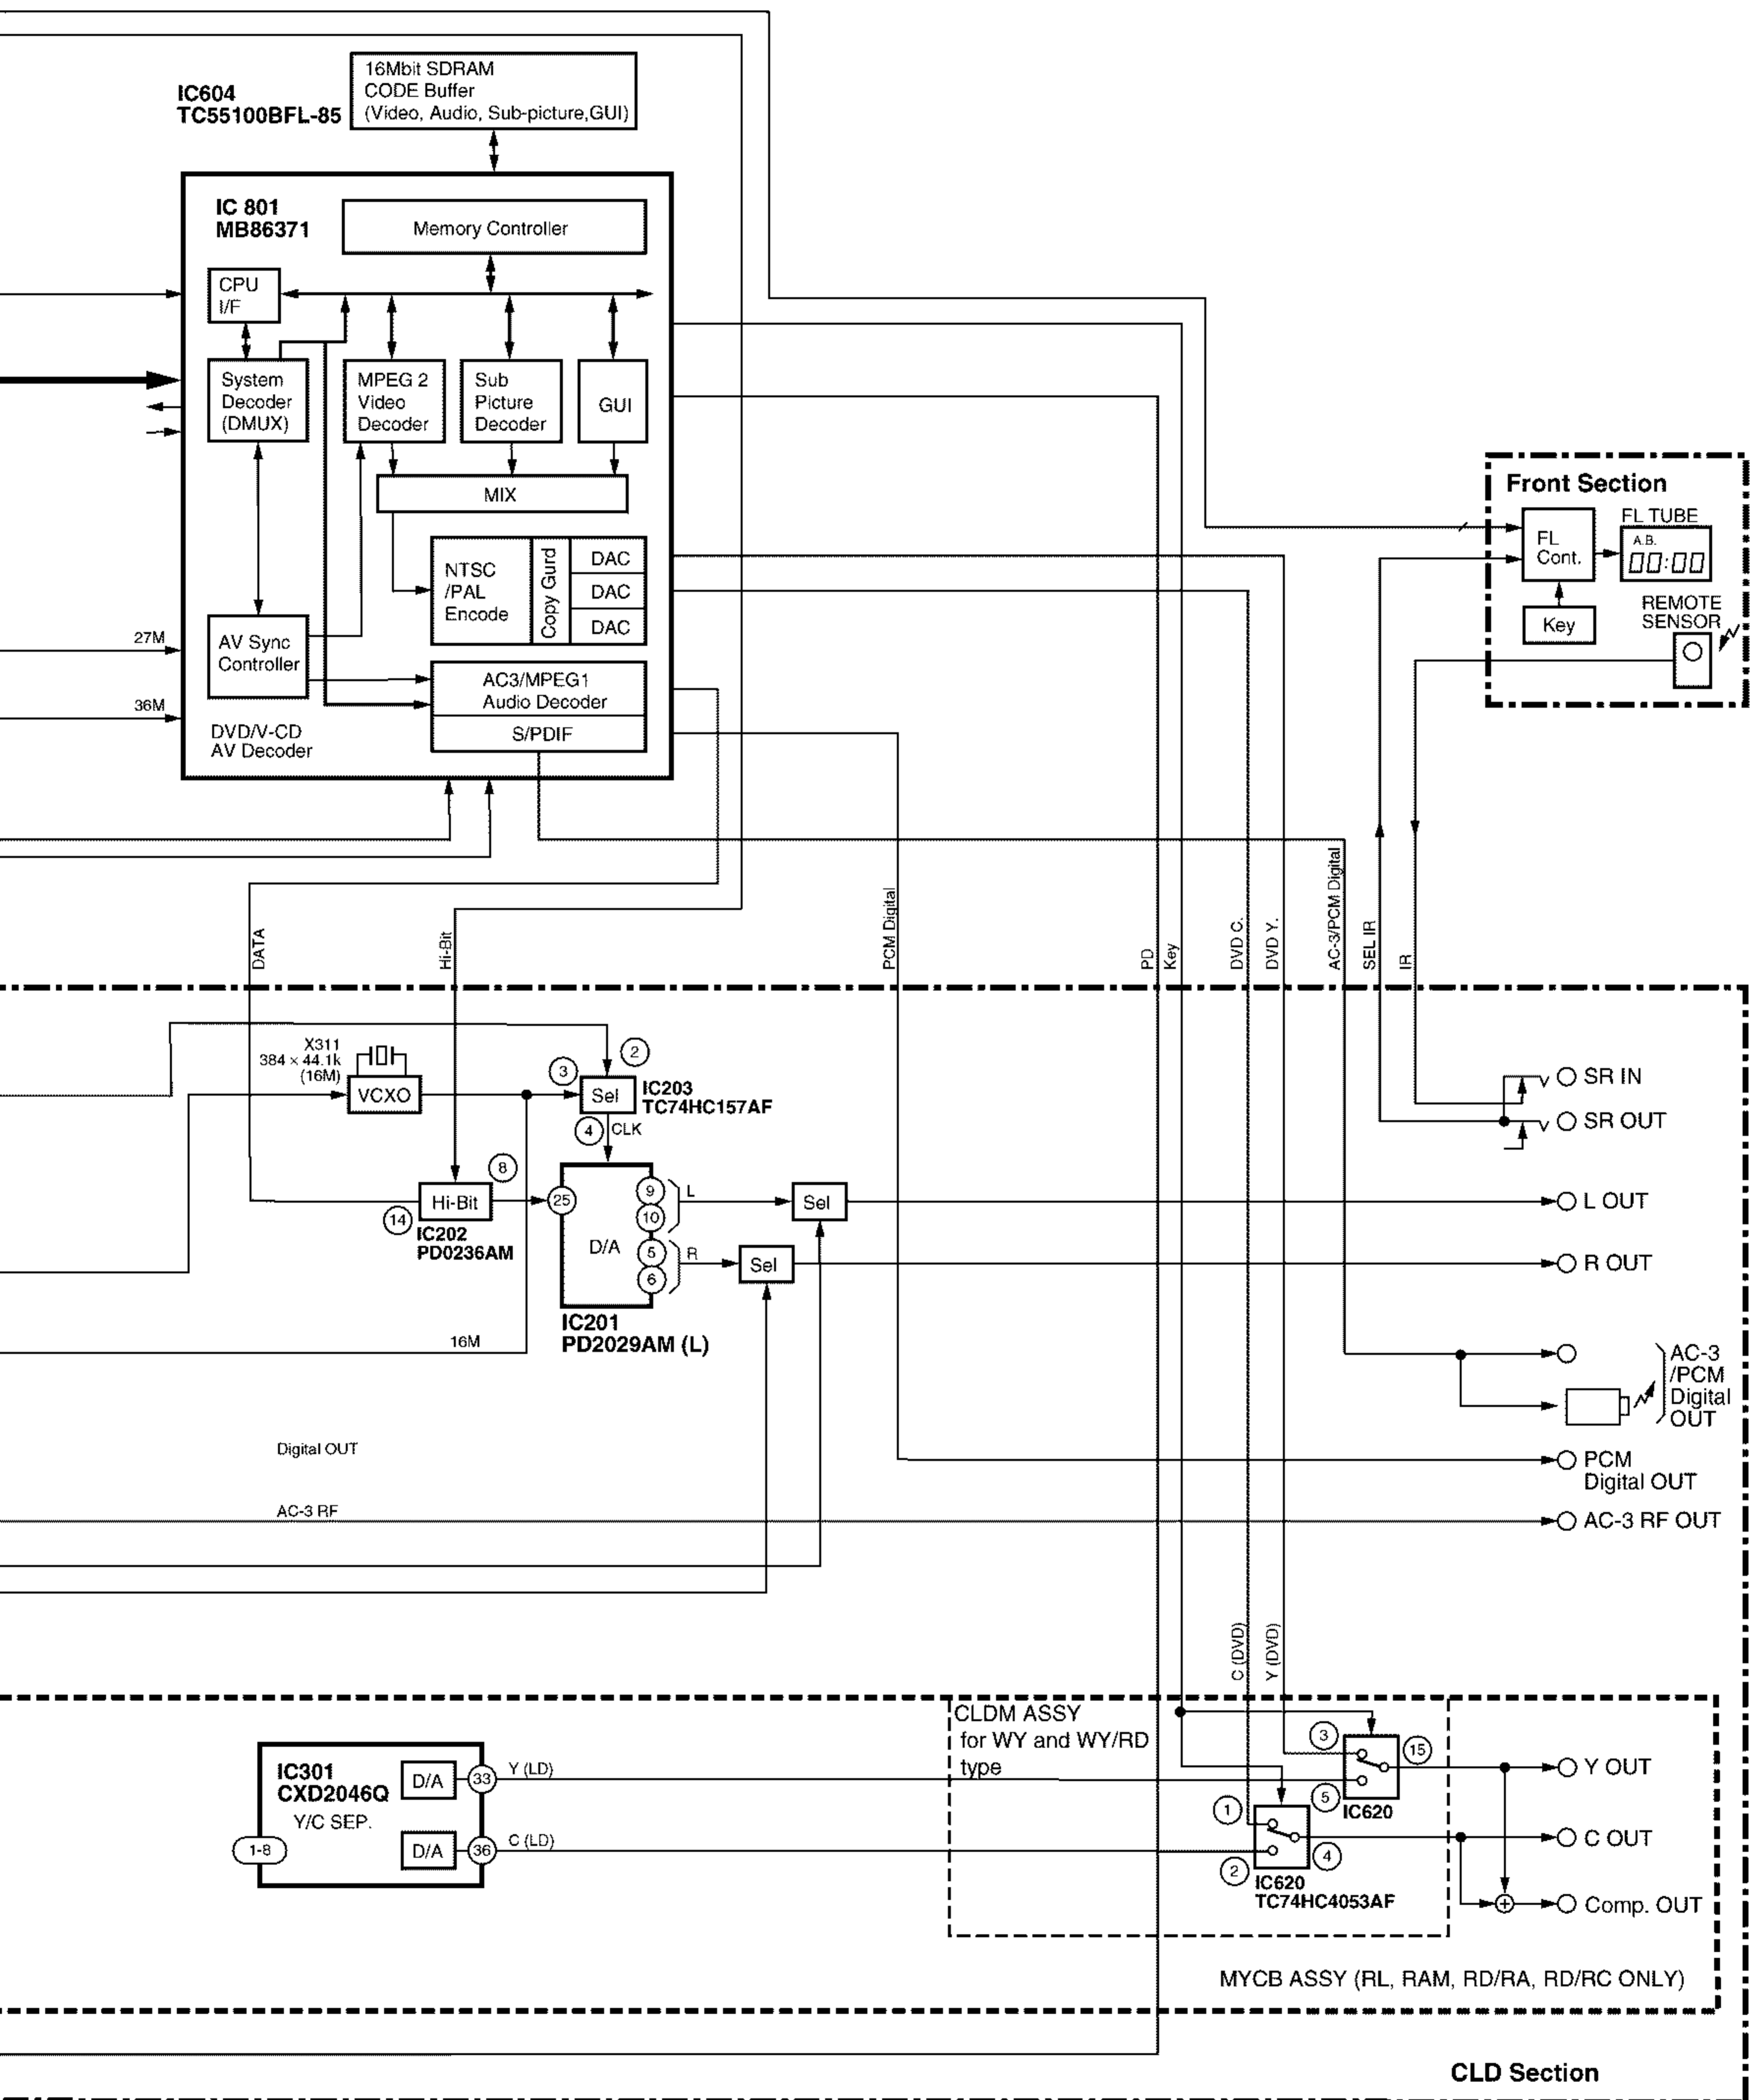 16Mbit SDRAM
CODE Buffer
(Video, Audio, Sub-picture,GUI)
IC604
TC55100BFL-85
IC 801
MB86371
Memory Controller
CPU
I/F
System
Decoder
(DMUX)
MPEG 2
Video
Decoder
Sub
Picture
Decoder
GUI
MIX
NTSC
/PAL
Encode
Copy Gurd
DAC
DAC
DAC
27M
AV Sync
Controller
36M
AC3/MPEG1
Audio Decoder
S/PDIF
DVD/V-CD
AV Decoder
Front Section
FL TUBE
FL
Cont.
A.B.
00:00
Key
REMOTE
SENSOR
DATA
Hi-Bit
PCM Digital
PD
Key
DVD C.
DVD Y.
AC-3/PCM Digital
SEL IR
IR
X311
384 × 44.1k
(16M)
VCXO
3
2
Sel
IC203
TC74HC157AF
4
CLK
8
Hi-Bit
14
IC202
PD0236AM
25
D/A
9
10
L
5
6
R
IC201
PD2029AM (L)
Sel
Sel
16M
SR IN
SR OUT
L OUT
R OUT
AC-3
/PCM
Digital
OUT
Digital OUT
PCM
Digital OUT
AC-3 RF
AC-3 RF OUT
C (DVD)
Y (DVD)
CLDM ASSY
for WY and WY/RD
type
IC301
CXD2046Q
Y/C SEP.
1-8
D/A
33
Y (LD)
D/A
36
C (LD)
3
15
5
IC620
1
2
4
IC620
TC74HC4053AF
Y OUT
C OUT
Comp. OUT
MYCB ASSY (RL, RAM, RD/RA, RD/RC ONLY)
CLD Section